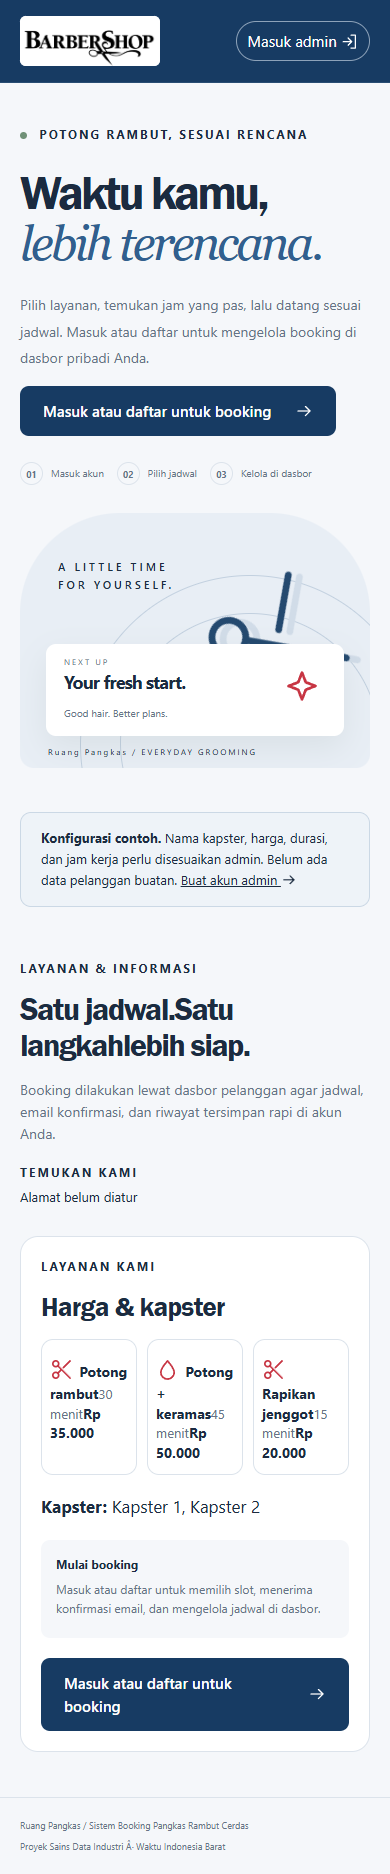 BARBERSHOP
Masuk admin
POTONG RAMBUT, SESUAI RENCANA
Waktu kamu,
lebih terencana.
Pilih layanan, temukan jam yang pas, lalu datang sesuai
jadwal. Masuk atau daftar untuk mengelola booking di
dasbor pribadi Anda.
Masuk atau daftar untuk booking →
01 Masuk akun 02 Pilih jadwal 03 Kelola di dasbor
A LITTLE TIME
FOR YOURSELF.
NEXT UP
Your fresh start.
Good hair. Better plans.
Ruang Pangkas / EVERYDAY GROOMING
Konfigurasi contoh. Nama kapster, harga, durasi,
dan jam kerja perlu disesuaikan admin. Belum ada
data pelanggan buatan. Buat akun admin →
LAYANAN & INFORMASI
Satu jadwal.Satu
langkahlebih siap.
Booking dilakukan lewat dasbor pelanggan agar jadwal,
email konfirmasi, dan riwayat tersimpan rapi di akun
Anda.
TEMUKAN KAMI
Alamat belum diatur
LAYANAN KAMI
Harga & kapster
Potong
rambut30
menitRp
35.000
Potong
+
keramas45
menitRp
50.000
Rapikan
jenggot15
menitRp
20.000
Kapster: Kapster 1, Kapster 2
Mulai booking
Masuk atau daftar untuk memilih slot, menerima
konfirmasi email, dan mengelola jadwal di dasbor.
Masuk atau daftar untuk
booking →
Ruang Pangkas / Sistem Booking Pangkas Rambut Cerdas
Proyek Sains Data Industri Â· Waktu Indonesia Barat